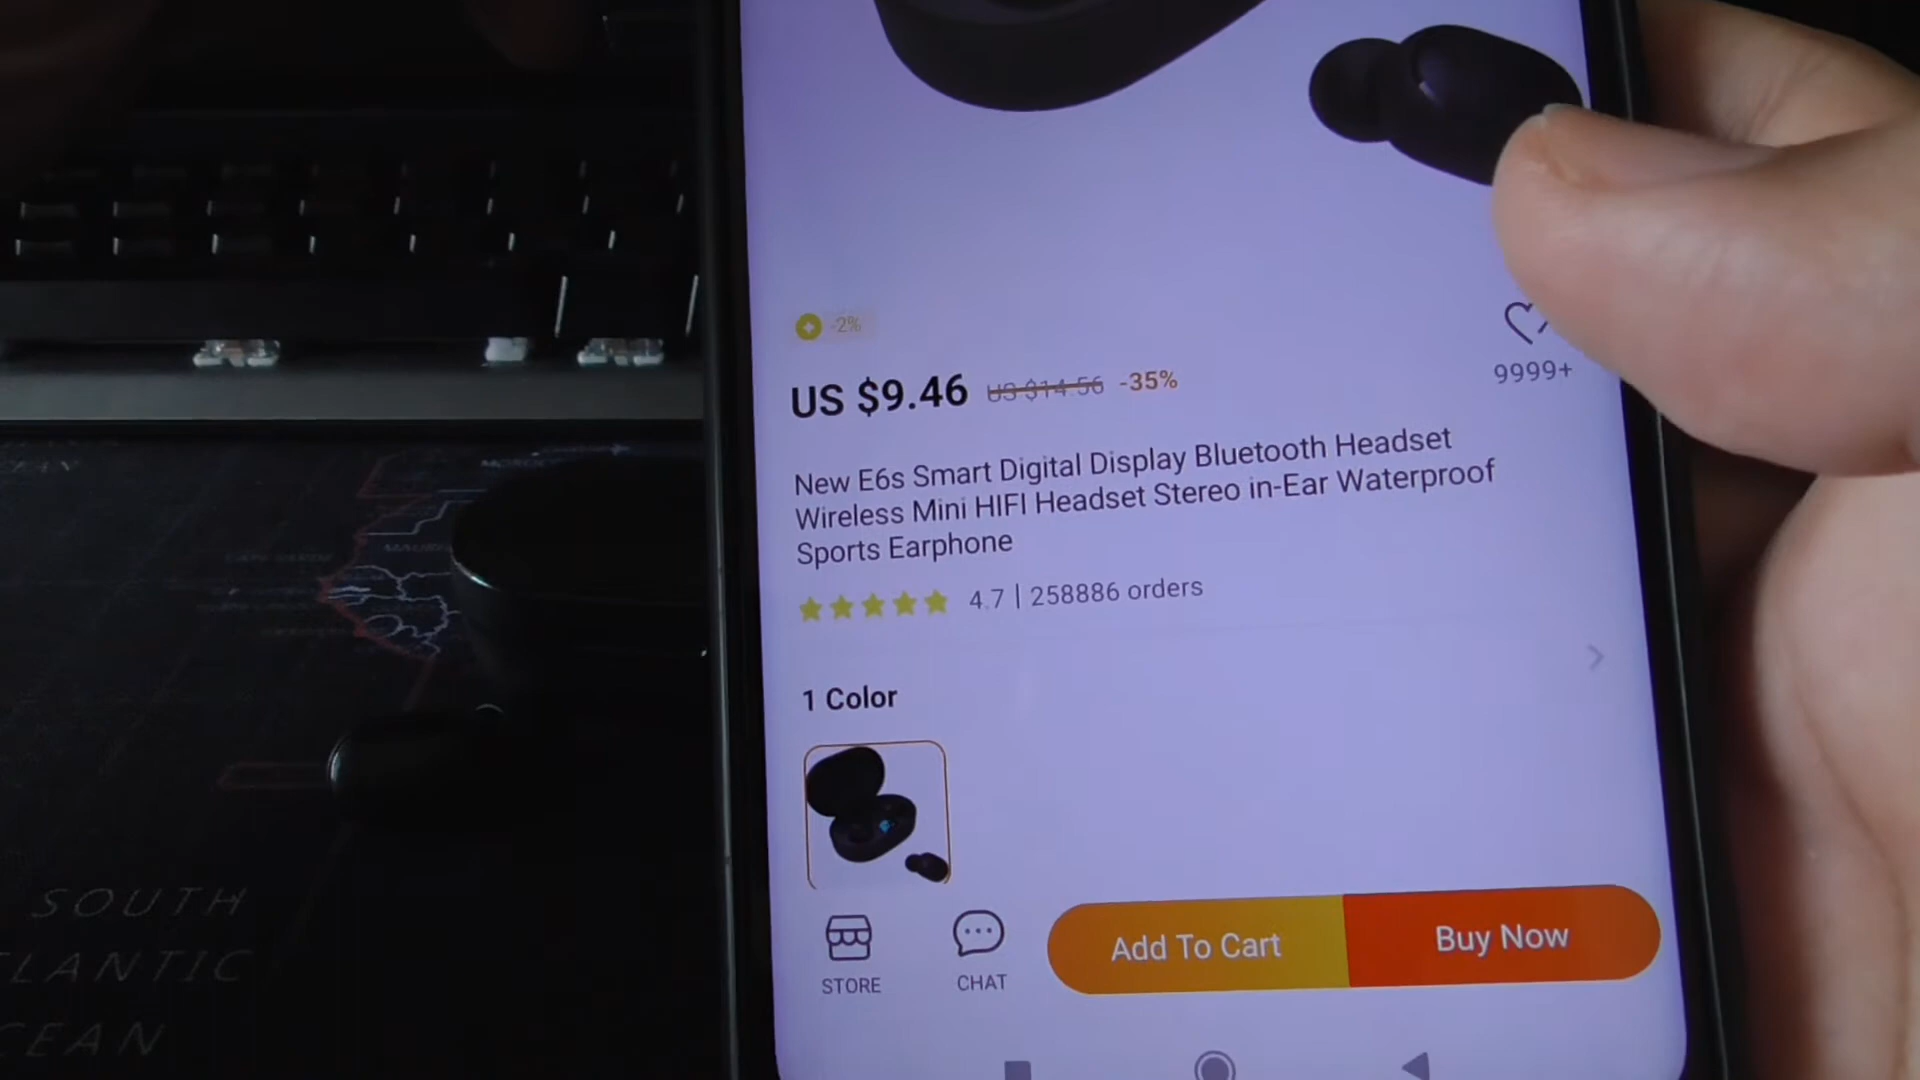 -2%
US $9.46 US $14.56 -35%
9999+
New E6s Smart Digital Display Bluetooth Headset
Wireless Mini HIFI Headset Stereo in-Ear Waterproof
Sports Earphone
4.7 | 258886 orders
1 Color
STORE
CHAT
Add To Cart
Buy Now
SOUTH
LANTIC
CEAN